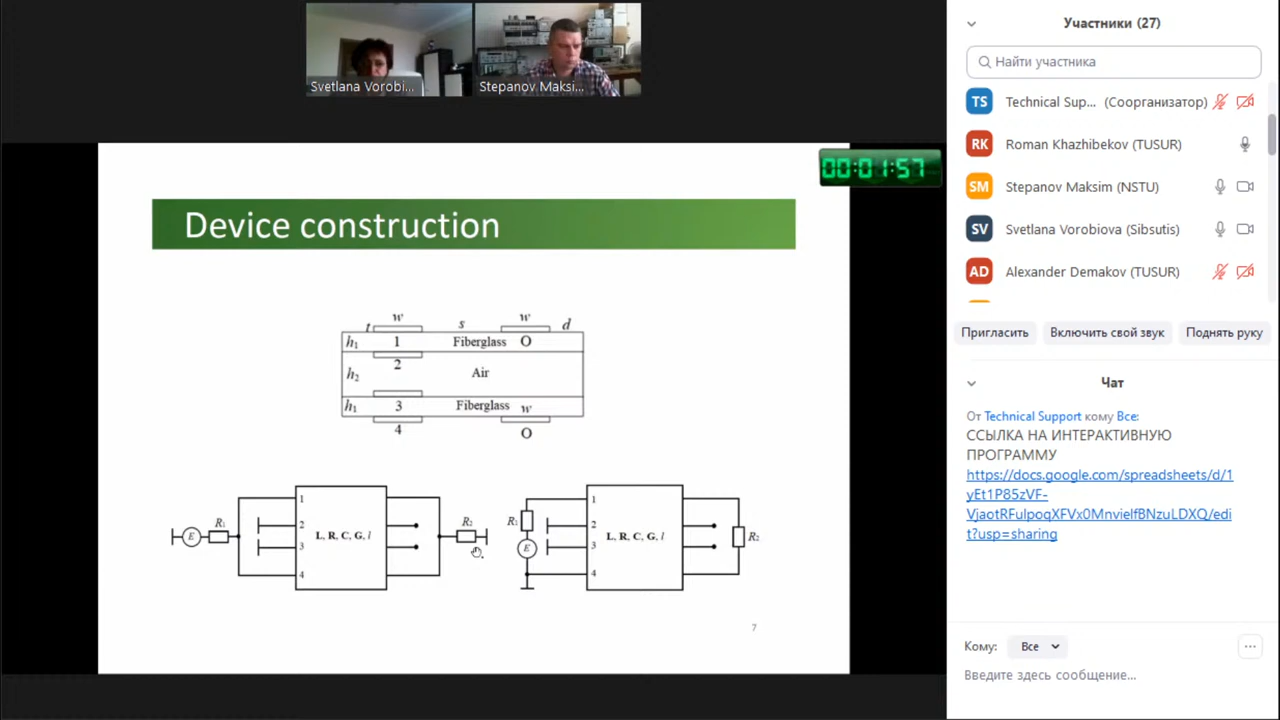 Svetlana Vorobi...
Stepanov Maksi...
00:01:57
Device construction
w
w
t
s
d
h1
1
Fiberglass
O
2
h2
Air
h1
3
Fiberglass
w
4
O
1
2
3
4
E
R1
L, R, C, G, l
R2
1
2
3
4
R1
E
L, R, C, G, l
R2
7
Участники (27)
Найти участника
TS
Technical Sup... (Соорганизатор)
RK
Roman Khazhibekov (TUSUR)
SM
Stepanov Maksim (NSTU)
SV
Svetlana Vorobiova (Sibsutis)
AD
Alexander Demakov (TUSUR)
Пригласить
Включить свой звук
Поднять руку
Чат
От Technical Support кому Все:
ССЫЛКА НА ИНТЕРАКТИВНУЮ
ПРОГРАММУ
https://docs.google.com/spreadsheets/d/1
yEt1P85zVF-
VjaotRFulpoqXFVx0MnvielfBNzuLDXQ/edi
t?usp=sharing
Кому:
Все
...
Введите здесь сообщение...